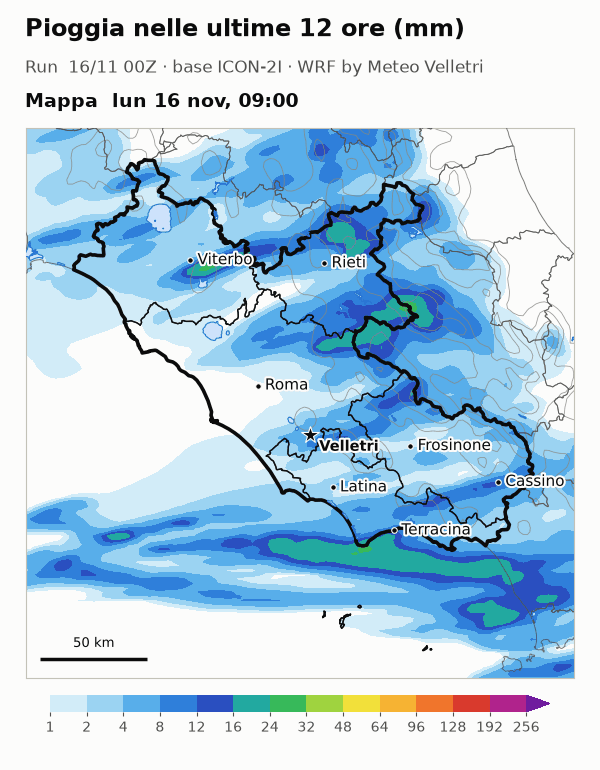 Pioggia nelle ultime 12 ore (mm)
Run  16/11 00Z · base ICON-2I · WRF by Meteo Velletri
Mappa  lun 16 nov, 09:00
Viterbo
Rieti
Roma
Velletri
Frosinone
Latina
Cassino
Terracina
50 km
1 2 4 8 12 16 24 32 48 64 96 128 192 256